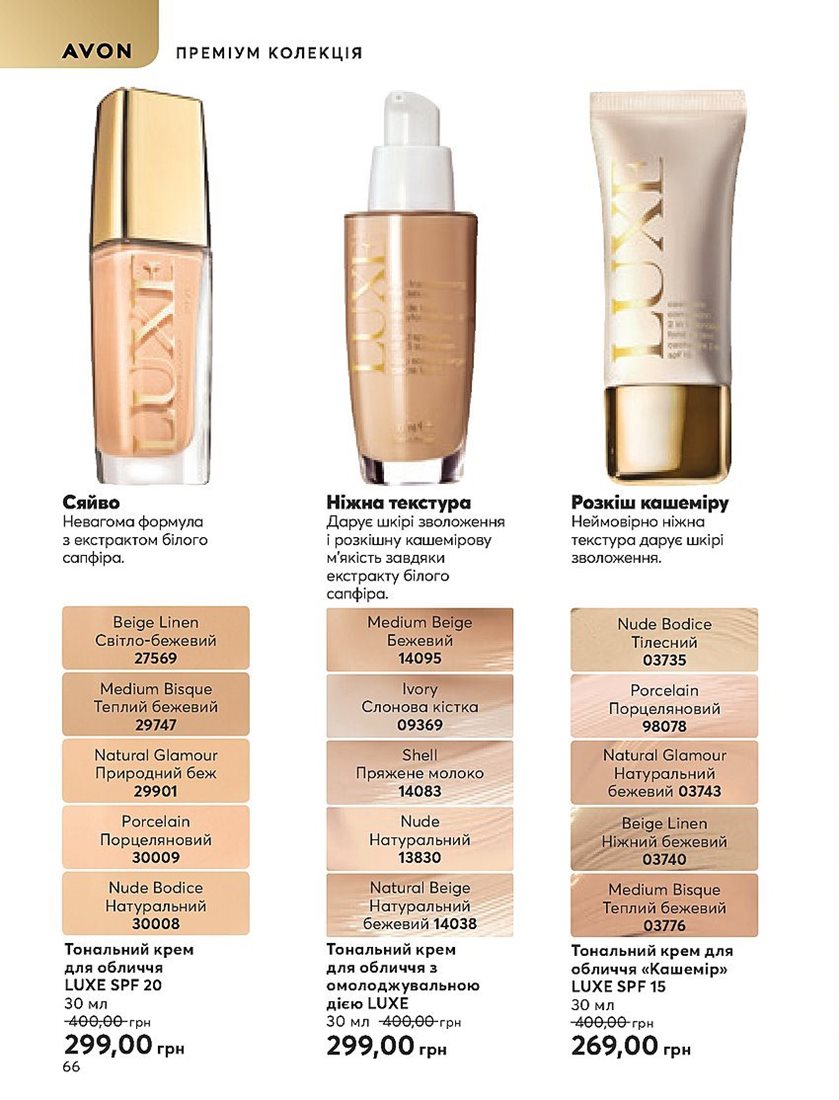 AVON
ПРЕМІУМ КОЛЕКЦІЯ
LUXE
LUXE
LUXE
Сяйво
Невагома формула
з екстрактом білого
сапфіра.
Beige Linen
Світло-бежевий
27569
Medium Bisque
Теплий бежевий
29747
Natural Glamour
Природний беж
29901
Porcelain
Порцеляновий
30009
Nude Bodice
Натуральний
30008
Тональний крем
для обличчя
LUXE SPF 20
30 мл
400,00 грн
299,00 грн
Ніжна текстура
Дарує шкірі зволоження
і розкішну кашемірову
м’якість завдяки
екстракту білого
сапфіра.
Medium Beige
Бежевий
14095
Ivory
Слонова кістка
09369
Shell
Пряжене молоко
14083
Nude
Натуральний
13830
Natural Beige
Натуральний
бежевий 14038
Тональний крем
для обличчя з
омолоджувальною
дією LUXE
30 мл 400,00 грн
299,00 грн
Розкіш кашеміру
Неймовірно ніжна
текстура дарує шкірі
зволоження.
Nude Bodice
Тілесний
03735
Porcelain
Порцеляновий
98078
Natural Glamour
Натуральний
бежевий 03743
Beige Linen
Ніжний бежевий
03740
Medium Bisque
Теплий бежевий
03776
Тональний крем для
обличчя «Кашемір»
LUXE SPF 15
30 мл
400,00 грн
269,00 грн
66